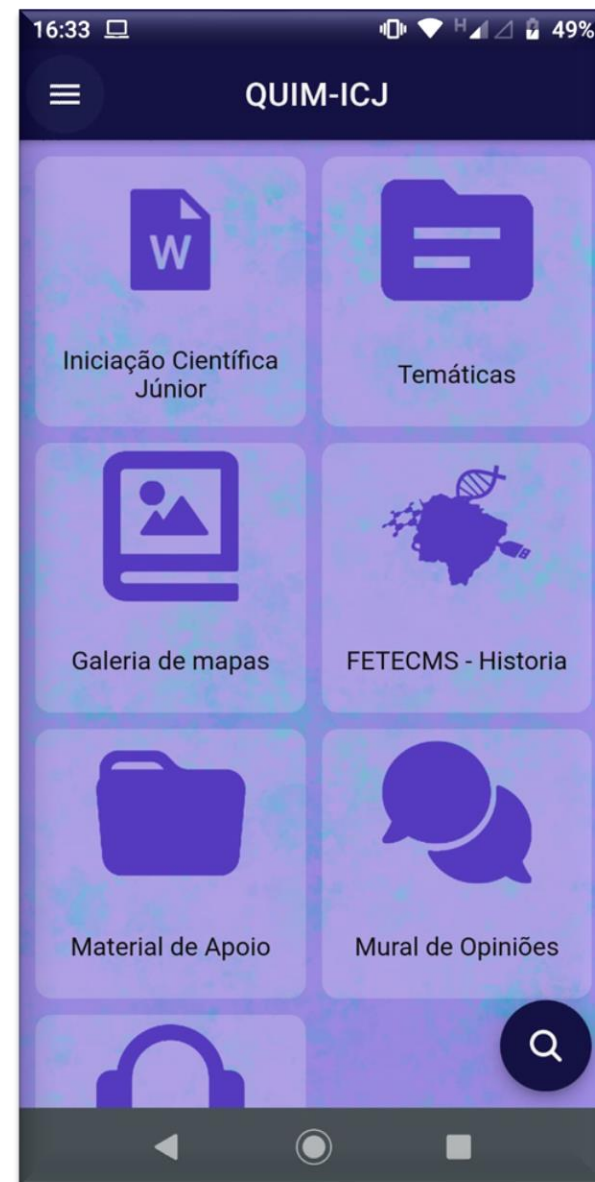 16:33 H 49%
QUIM-ICJ
W
Iniciação Científica
Júnior
Temáticas
Galeria de mapas
FETECMS - Historia
Material de Apoio
Mural de Opiniões